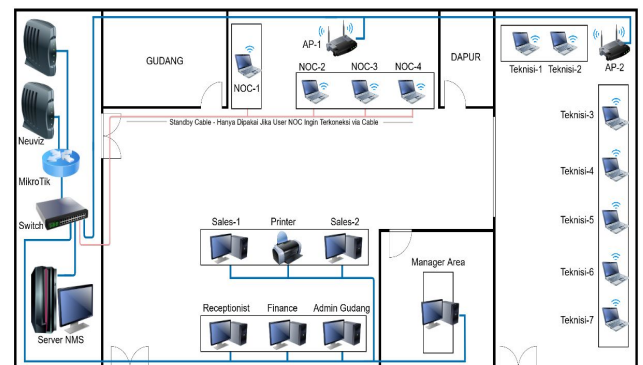 GUDANG
AP-1
DAPUR
NOC-1
NOC-2
NOC-3
NOC-4
Teknisi-1
Teknisi-2
AP-2
Standby Cable - Hanya Dipakai Jika User NOC Ingin Terkoneksi via Cable
Neuviz
MikroTik
Switch
Server NMS
Sales-1
Printer
Sales-2
Receptionist
Finance
Admin Gudang
Manager Area
Teknisi-3
Teknisi-4
Teknisi-5
Teknisi-6
Teknisi-7